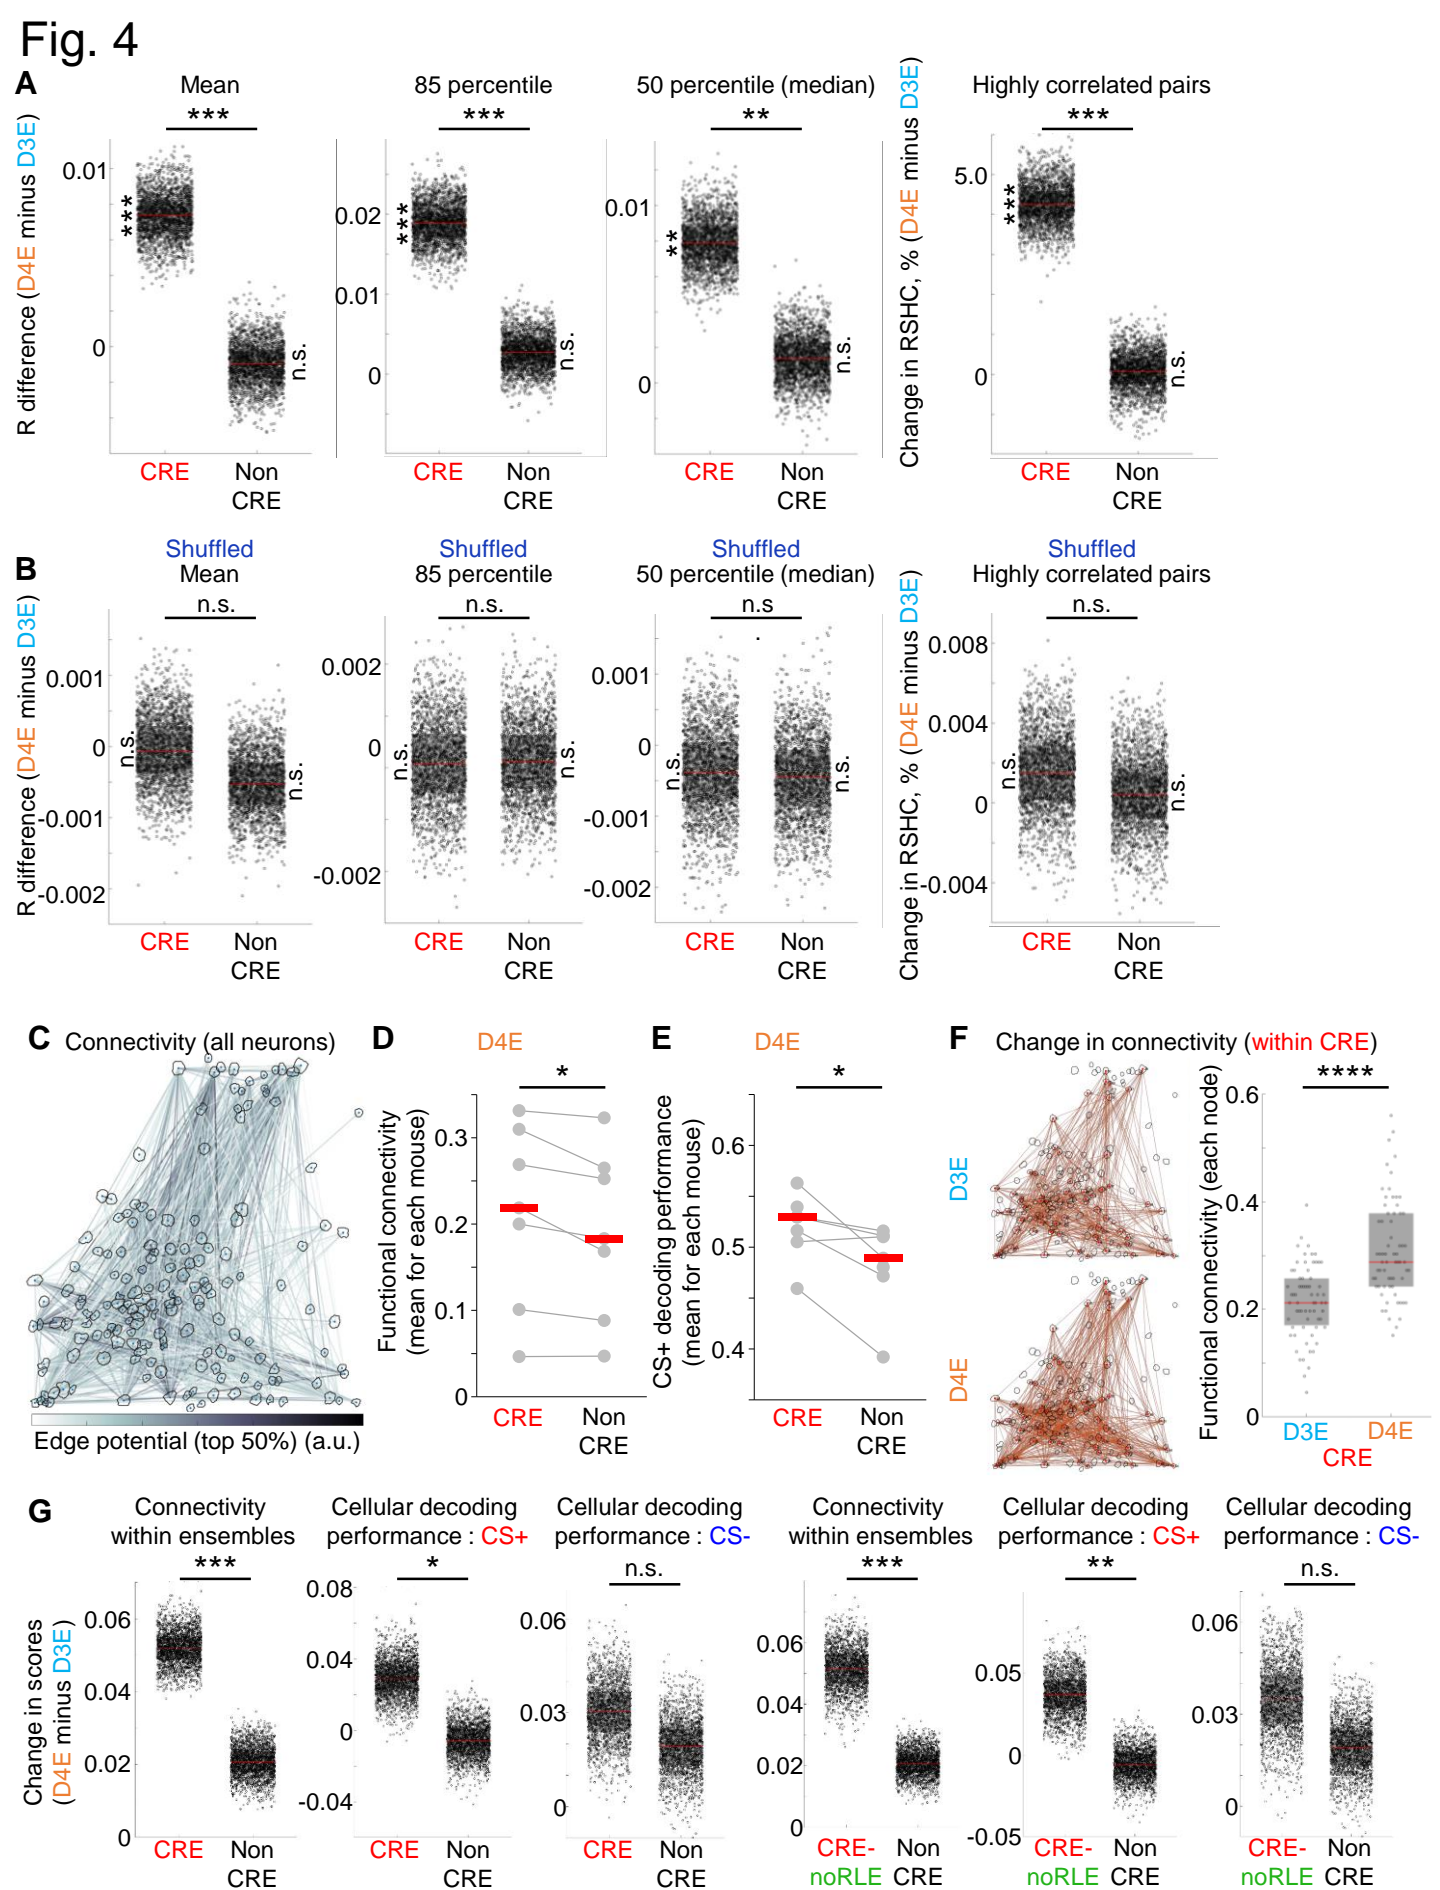 Fig. 4
A
Mean
85 percentile
50 percentile (median)
Highly correlated pairs
***
***
**
***
R difference (D4E minus D3E)
0.01
0
***
n.s.
CRE
Non
CRE
0.02
0.01
0
***
n.s.
CRE
Non
CRE
0.01
0
**
n.s.
CRE
Non
CRE
Change in RSHC, % (D4E minus D3E)
5.0
0
***
n.s.
CRE
Non
CRE
B
Shuffled
Mean
Shuffled
85 percentile
Shuffled
50 percentile (median)
Shuffled
Highly correlated pairs
n.s.
n.s.
n.s
n.s.
R difference (D4E minus D3E)
0.001
0
-0.001
-0.002
n.s.
n.s.
CRE
Non
CRE
0.002
0
-0.002
n.s.
n.s.
CRE
Non
CRE
0.001
0
-0.001
-0.002
n.s.
n.s.
CRE
Non
CRE
Change in RSHC, % (D4E minus D3E)
0.008
0.004
0
-0.004
n.s.
n.s.
CRE
Non
CRE
C
Connectivity (all neurons)
Edge potential (top 50%) (a.u.)
D
D4E
*
Functional connectivity
(mean for each mouse)
0.3
0.2
0.1
0
CRE
Non
CRE
E
D4E
*
CS+ decoding performance
(mean for each mouse)
0.6
0.5
0.4
CRE
Non
CRE
F
Change in connectivity (within CRE)
D3E
D4E
****
Functional connectivity (each node)
0.6
0.4
0.2
0
D3E
D4E
CRE
G
Connectivity
within ensembles
***
Change in scores
(D4E minus D3E)
0.06
0.04
0.02
0
CRE
Non
CRE
Cellular decoding
performance : CS+
*
0.08
0.04
0
-0.04
CRE
Non
CRE
Cellular decoding
performance : CS-
n.s.
0.06
0.03
0
CRE
Non
CRE
Connectivity
within ensembles
***
0.06
0.04
0.02
0
CRE-
noRLE
Non
CRE
Cellular decoding
performance : CS+
**
0.05
0
-0.05
CRE-
noRLE
Non
CRE
Cellular decoding
performance : CS-
n.s.
0.06
0.03
0
CRE-
noRLE
Non
CRE